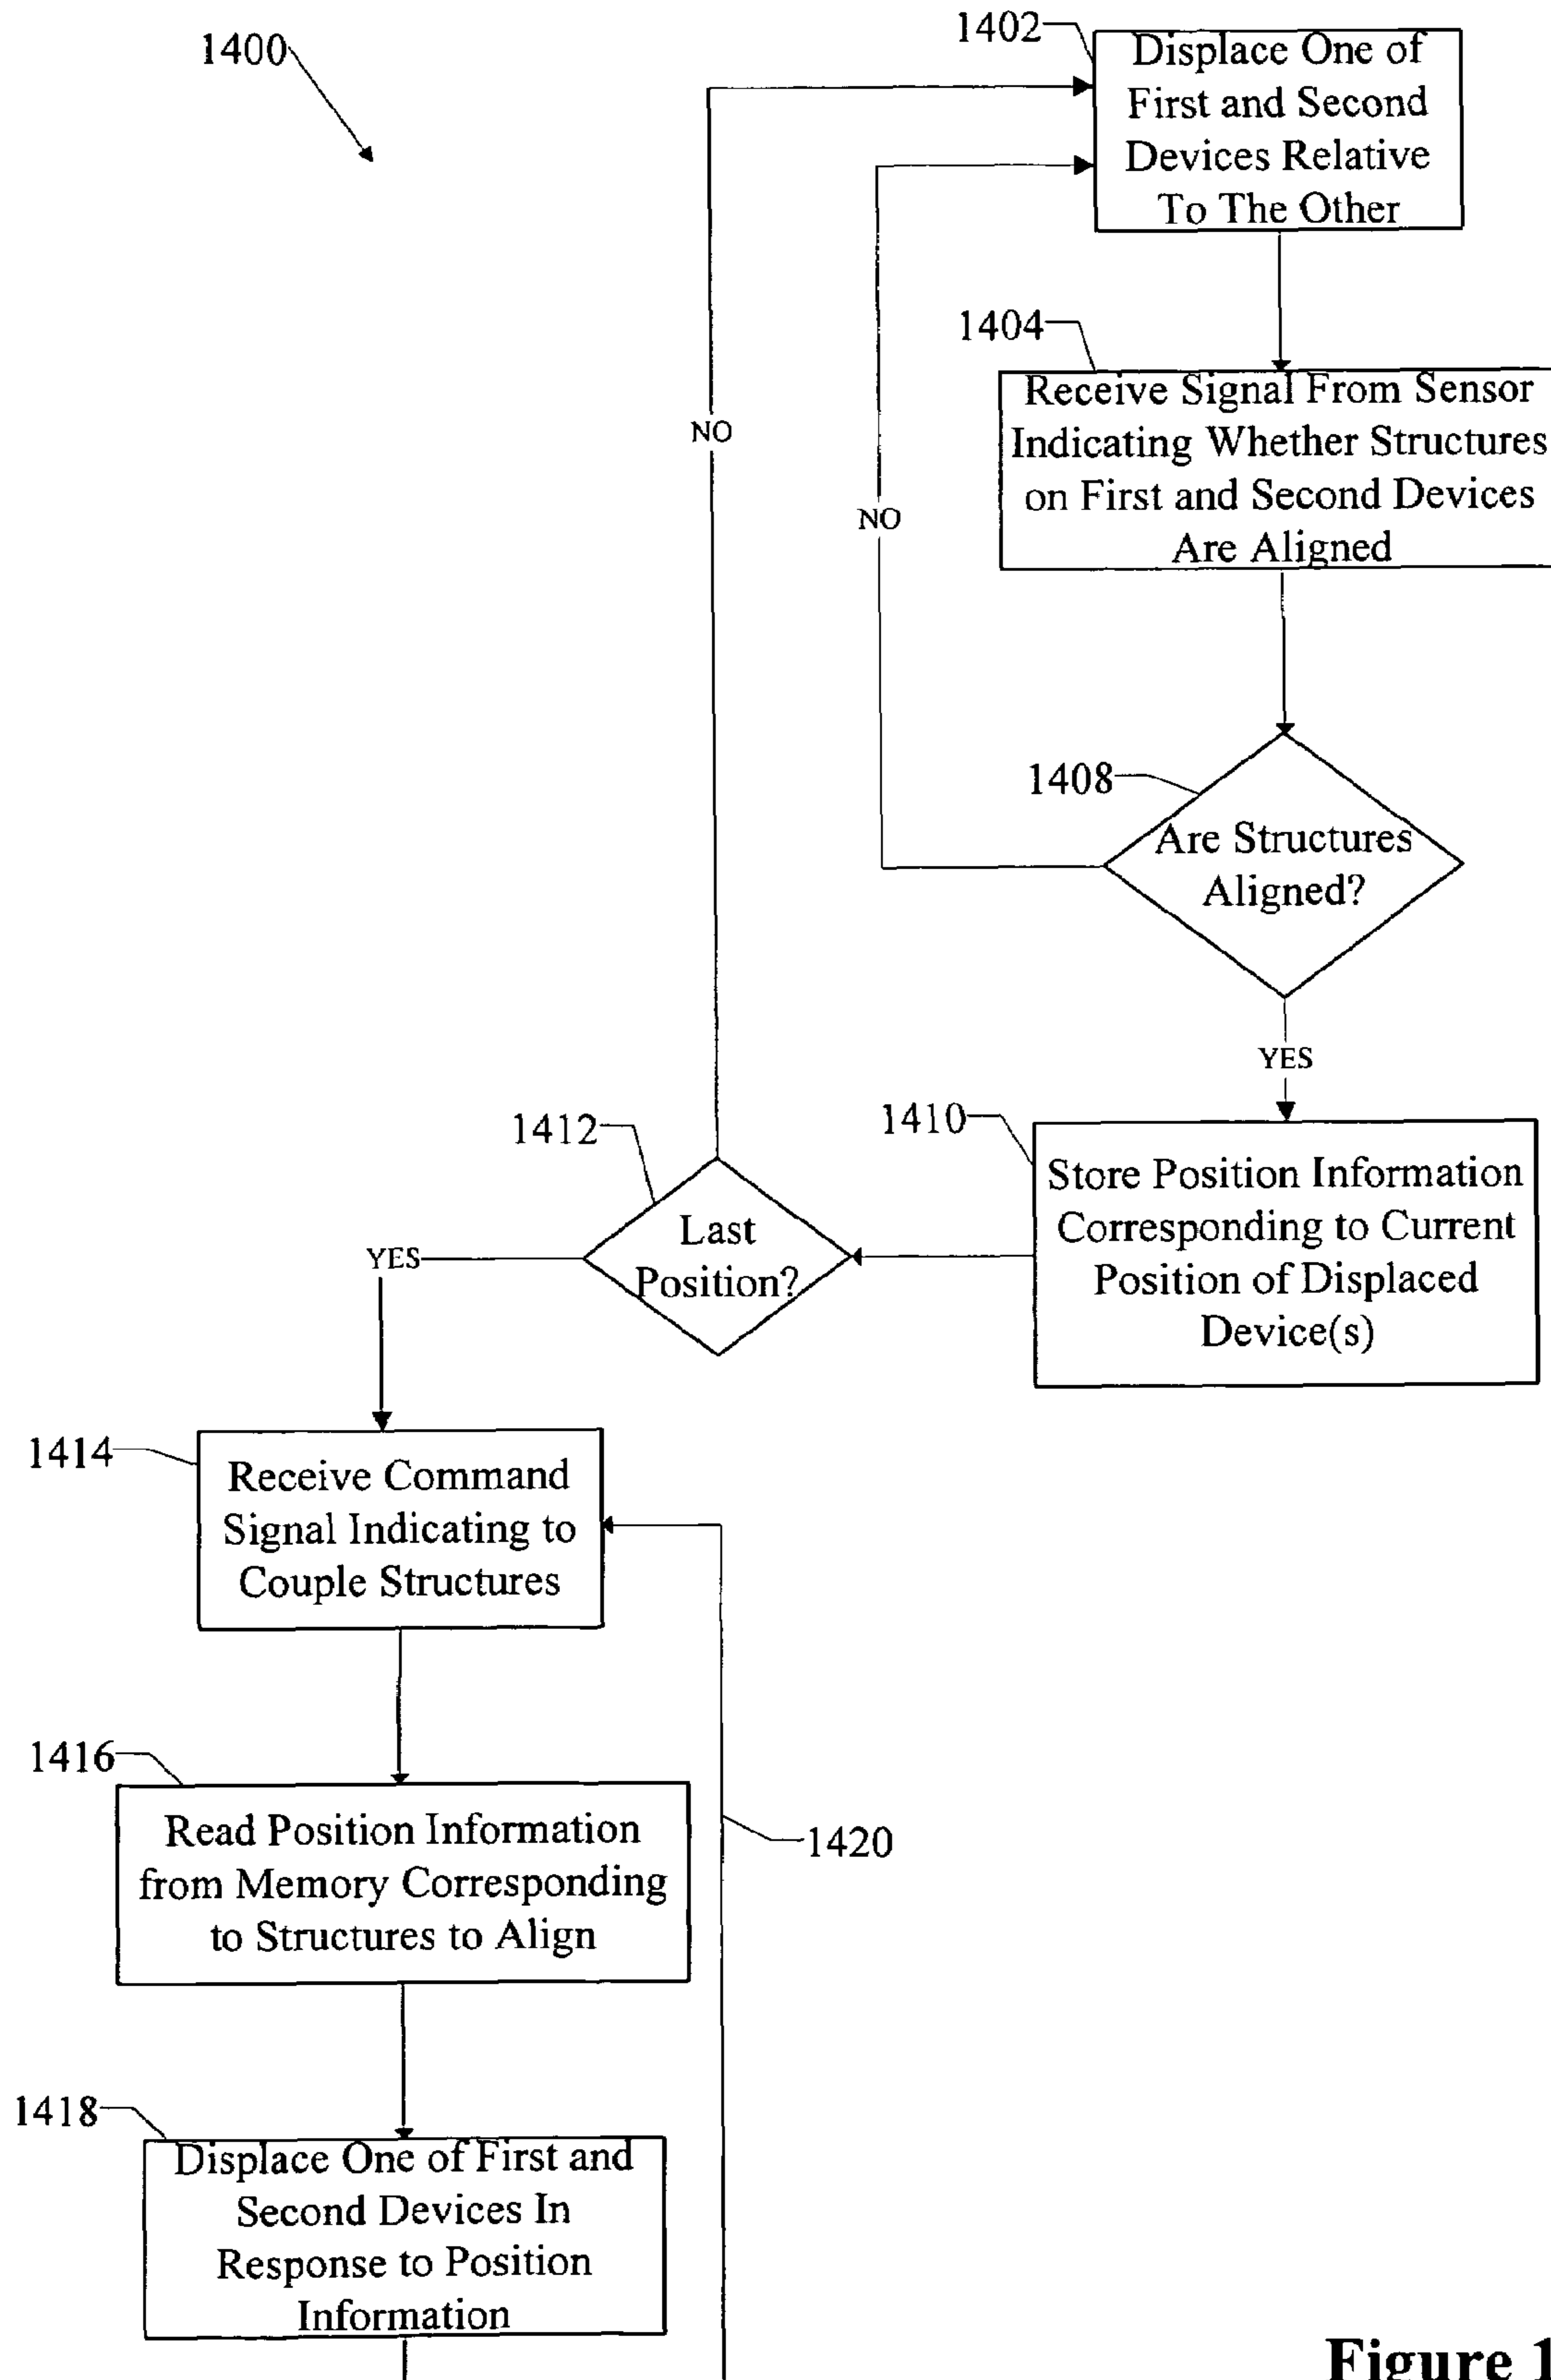 1400
1402
Displace One of
First and Second
Devices Relative
To The Other
1404
Receive Signal From Sensor
Indicating Whether Structures
on First and Second Devices
Are Aligned
NO
NO
1408
Are Structures
Aligned?
YES
1410
Store Position Information
Corresponding to Current
Position of Displaced
Device(s)
1412
Last
Position?
YES
1414
Receive Command
Signal Indicating to
Couple Structures
1416
Read Position Information
from Memory Corresponding
to Structures to Align
1420
1418
Displace One of First and
Second Devices In
Response to Position
Information
Figure 1